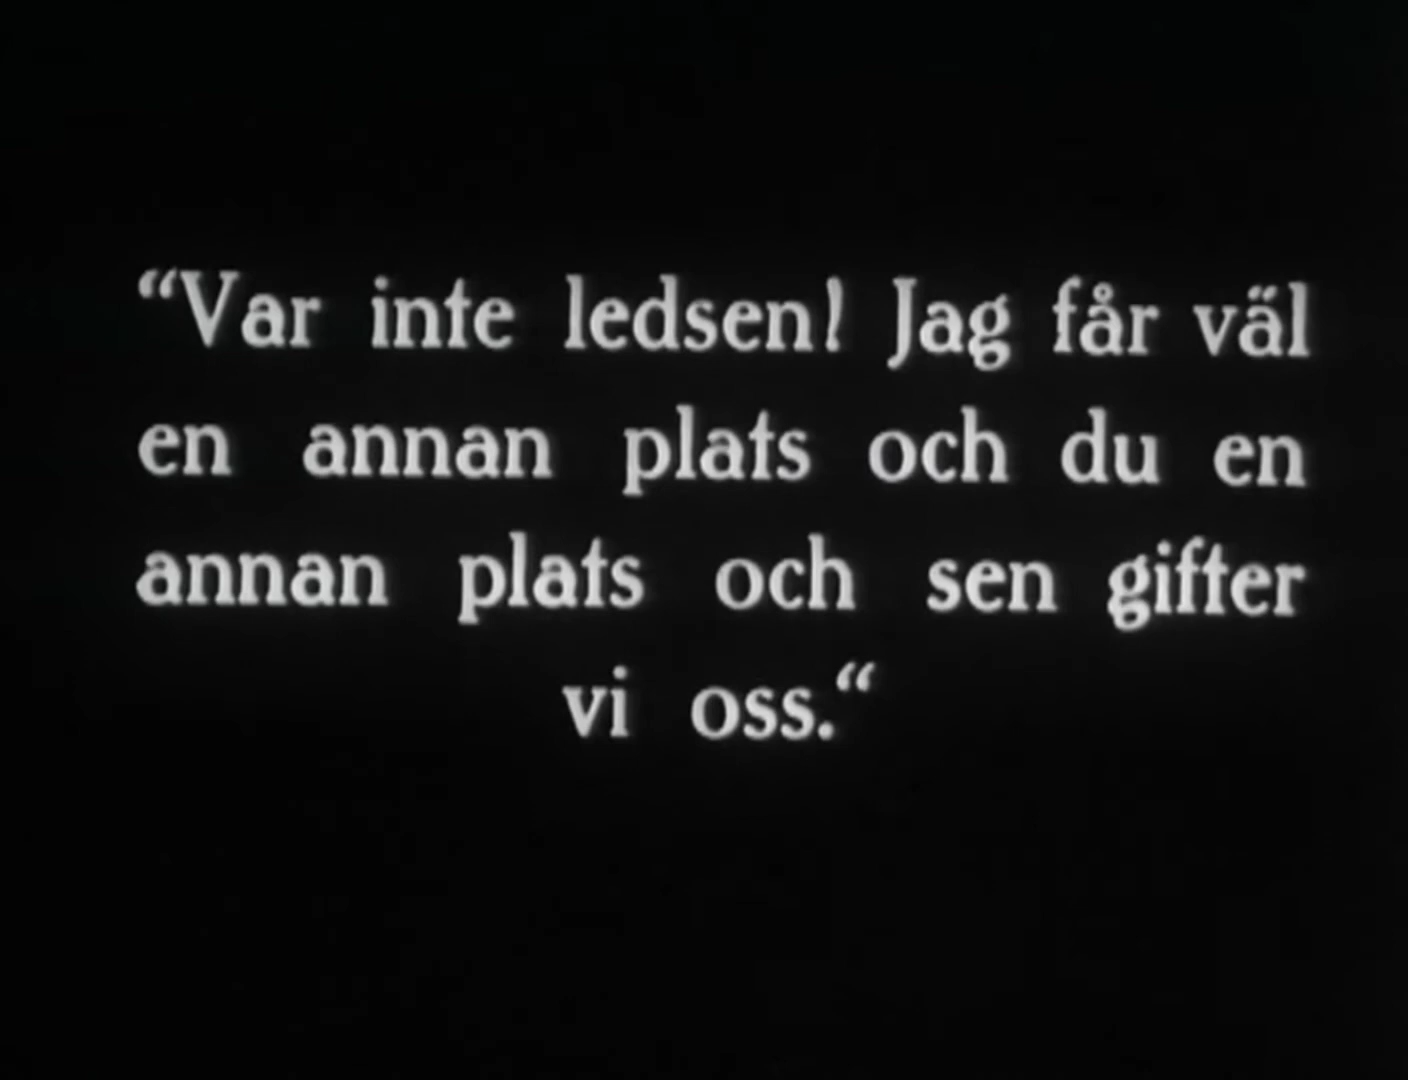 “Var inte ledsen! Jag får väl
en annan plats och du en
annan plats och sen gifter
vi oss.“